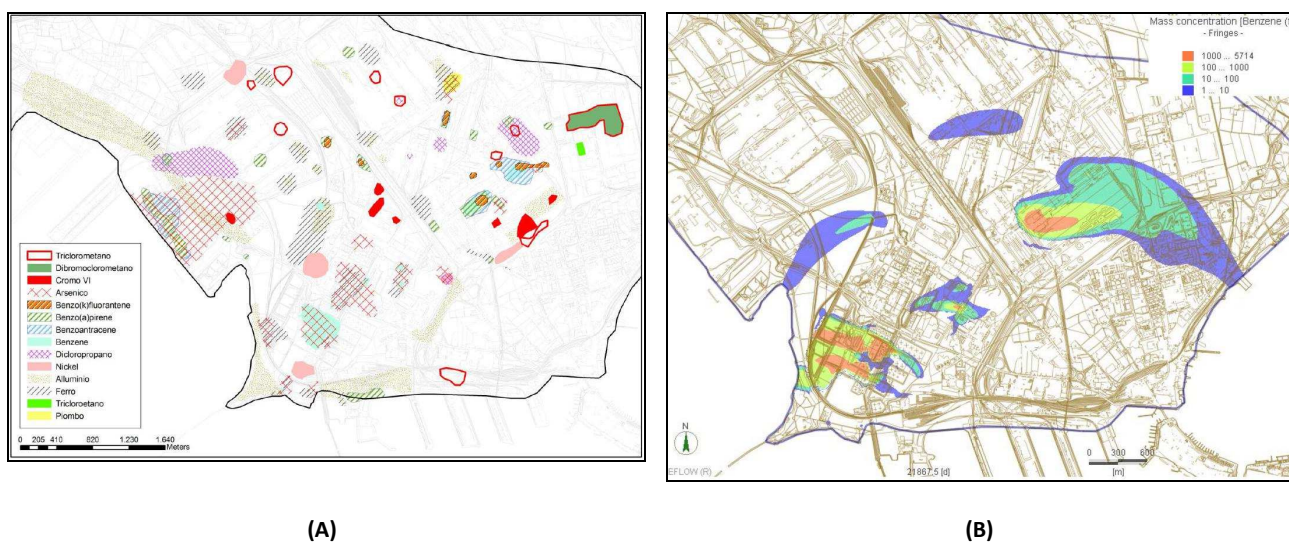 Triclorometano
Dibromoclorometano
Cromo VI
Arsenico
Benzo(k)fluorantene
Benzo(a)pirene
Benzoantracene
Benzene
Dicloropropano
Nickel
Alluminio
Ferro
Tricloroetano
Piombo
0 205 410 820 1.230 1.640
Meters
Mass concentration [Benzene (f
- Fringes -
1000 ... 5714
100 ... 1000
10 ... 100
1 ... 10
N
0 300 600
[m]
EFLOW (R)
21867.5 [d]
(A)
(B)